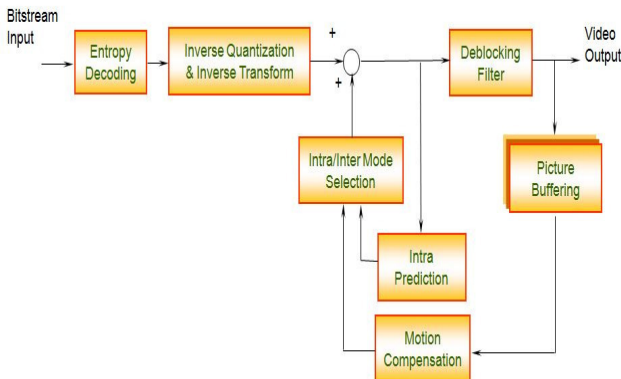 Bitstream
Input
Entropy
Decoding
Inverse Quantization
& Inverse Transform
+
+
Deblocking
Filter
Video
Output
Intra/Inter Mode
Selection
Picture
Buffering
Intra
Prediction
Motion
Compensation